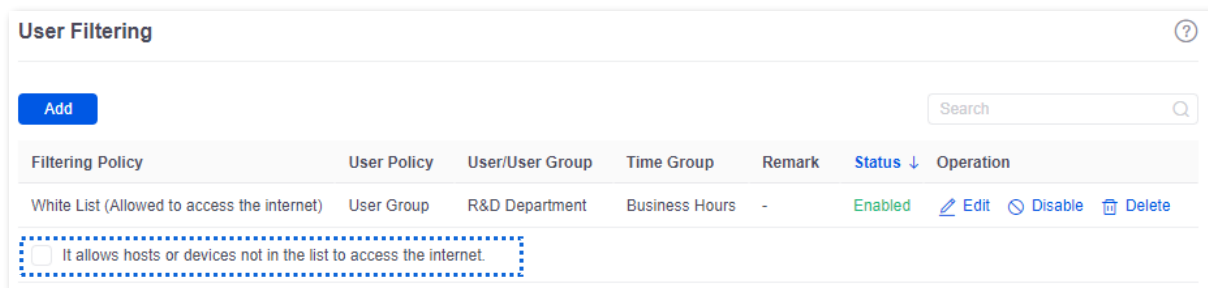 User Filtering
?
Add
Search
Filtering Policy User Policy User/User Group Time Group Remark Status ↓ Operation
White List (Allowed to access the internet) User Group R&D Department Business Hours - Enabled Edit Disable Delete
It allows hosts or devices not in the list to access the internet.